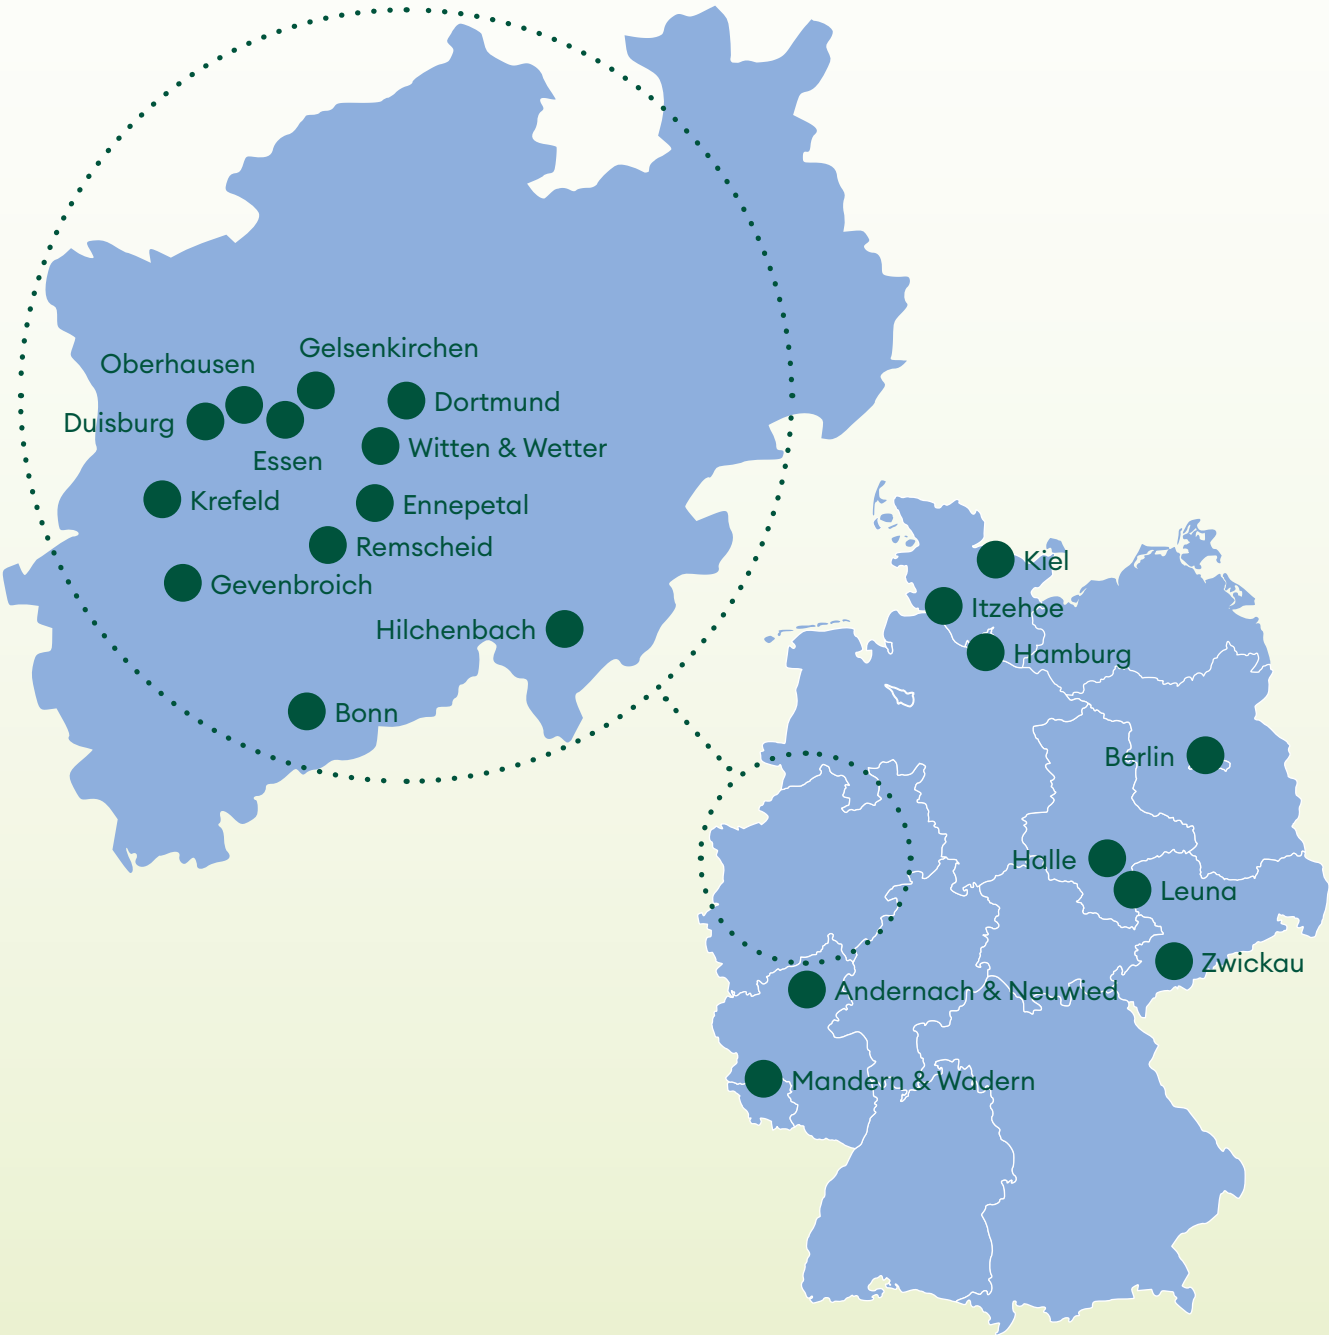 Gelsenkirchen
Oberhausen
Dortmund
Duisburg
Witten & Wetter
Essen
Krefeld
Ennepetal
Remscheid
Gevenbroich
Hilchenbach
Bonn
Kiel
Itzehoe
Hamburg
Berlin
Halle
Leuna
Zwickau
Andernach & Neuwied
Mandern & Wadern